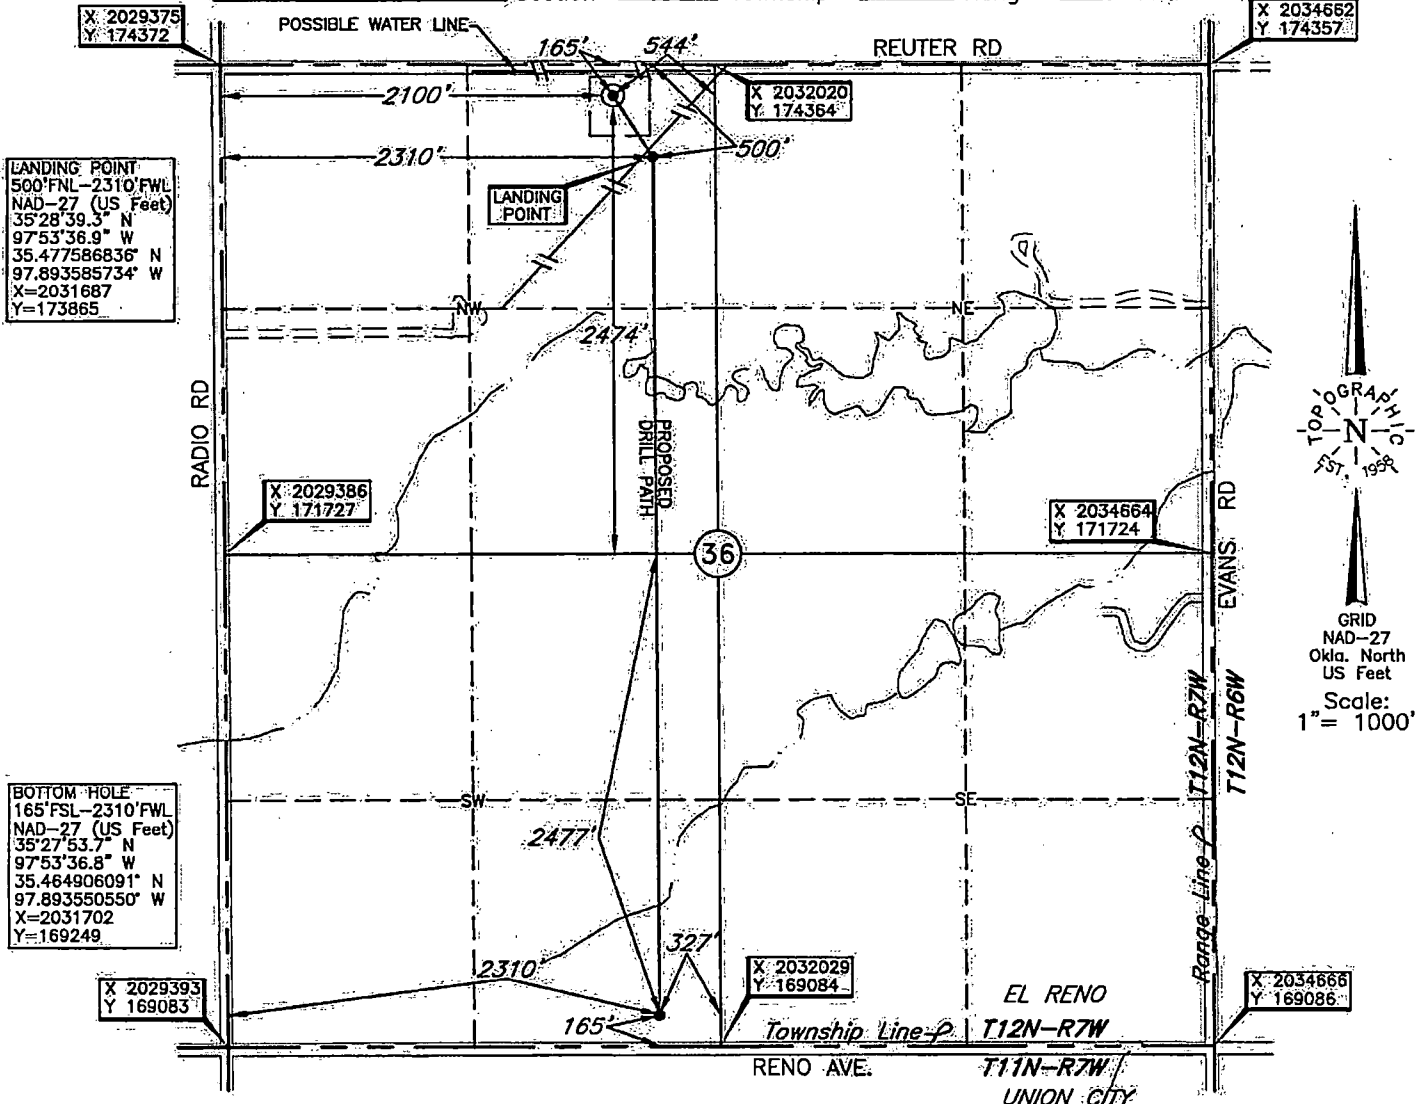 X 2029375
Y 174372
POSSIBLE WATER LINE
165'
544'
REUTER RD
X 2034662
Y 174357
2100'
X 2032020
Y 174364
2310'
500'
LANDING POINT
500'FNL-2310'FWL
NAD-27 (US Feet)
35°28'39.3" N
97°53'36.9" W
35.477586836° N
97.893585734° W
X=2031687
Y=173865
LANDING
POINT
NW
NE
2474'
RADIO RD
PROPOSED
DRILL PATH
TOPOGRAPHIC
N
EST. 1958
X 2029386
Y 171727
X 2034664
Y 171724
36
EVANS RD
GRID
NAD-27
Okla. North
US Feet
Scale:
1"= 1000'
T12N-R7W
T12N-R6W
BOTTOM HOLE
165'FSL-2310'FWL
NAD-27 (US Feet)
35°27'53.7" N
97°53'36.8" W
35.464906091° N
97.893550550° W
X=2031702
Y=169249
SW
SE
2477'
Range Line
327'
2310'
X 2029393
Y 169083
X 2032029
Y 169084
X 2034666
Y 169086
165'
EL RENO
Township Line
T12N-R7W
RENO AVE.
T11N-R7W
UNION CITY